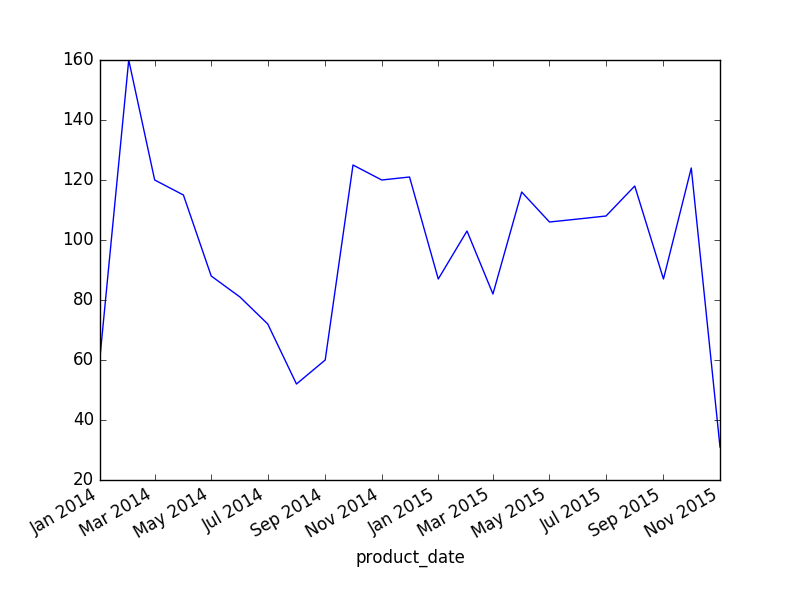 160
140
120
100
80
60
40
20
Jan 2014
Mar 2014
May 2014
Jul 2014
Sep 2014
Nov 2014
Jan 2015
Mar 2015
May 2015
Jul 2015
Sep 2015
Nov 2015
product_date